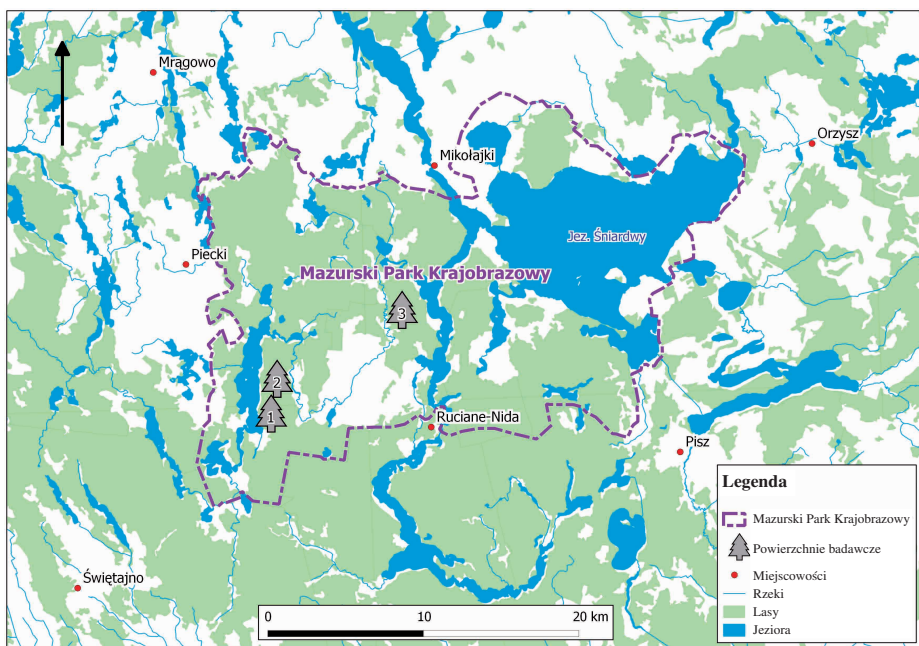 Mrągowo
Orzysz
Mikołajki
Jez. Śniardwy
Piecki
Mazurski Park Krajobrazowy
3
2
1
Ruciane-Nida
Pisz
Świętajno
0 10 20 km
Legenda
Mazurski Park Krajobrazowy
Powierzchnie badawcze
Miejscowości
Rzeki
Lasy
Jeziora